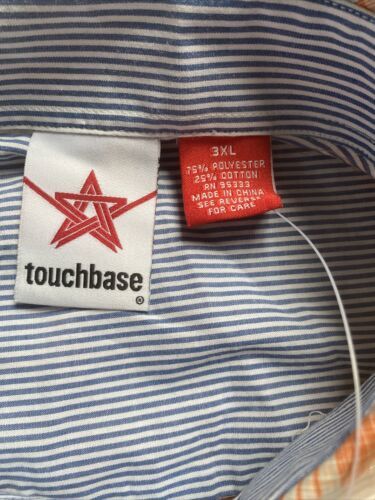 touchbase
®
3XL
75% POLYESTER
25% COTTON
RN 95333
MADE IN CHINA
SEE REVERSE
FOR CARE